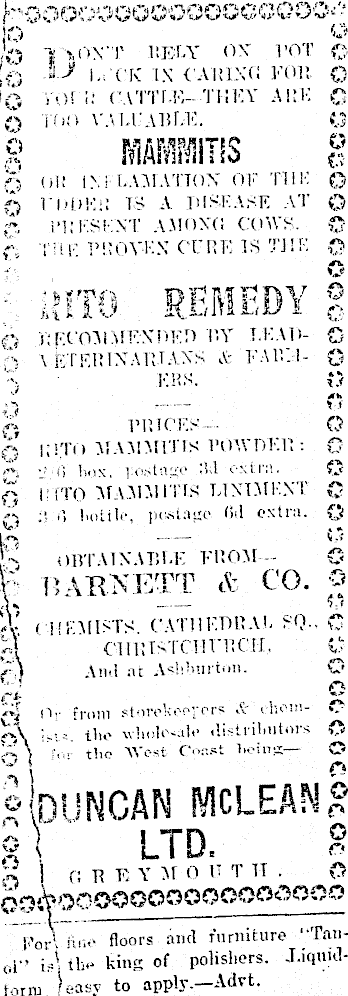 DON'T RELY ON POT
LUCK IN CARING FOR
YOUR CATTLE—THEY ARE
TOO VALUABLE.
MAMMITIS
OR INFLAMATION OF THE
UDDER IS A DISEASE AT
PRESENT AMONG COWS.
THE PROVEN CURE IS THE
RITO REMEDY
RECOMMENDED BY LEAD-
VETERINARIANS & FARM-
ERS.
PRICES—
RITO MAMMITIS POWDER:
2/6 box, postage 3d extra.
RITO MAMMITIS LINIMENT
3/6 bottle, postage 6d extra.
OBTAINABLE FROM—
BARNETT & CO.
CHEMISTS, CATHEDRAL SQ.,
CHRISTCHURCH,
And at Ashburton.
Or from storekeepers & chem-
ists, the wholesale distributors
for the West Coast being—
DUNCAN McLEAN
LTD.
GREYMOUTH.
For fine floors and furniture "Tan-
ol" is the king of polishers. Liquid-
form easy to apply.—Advt.